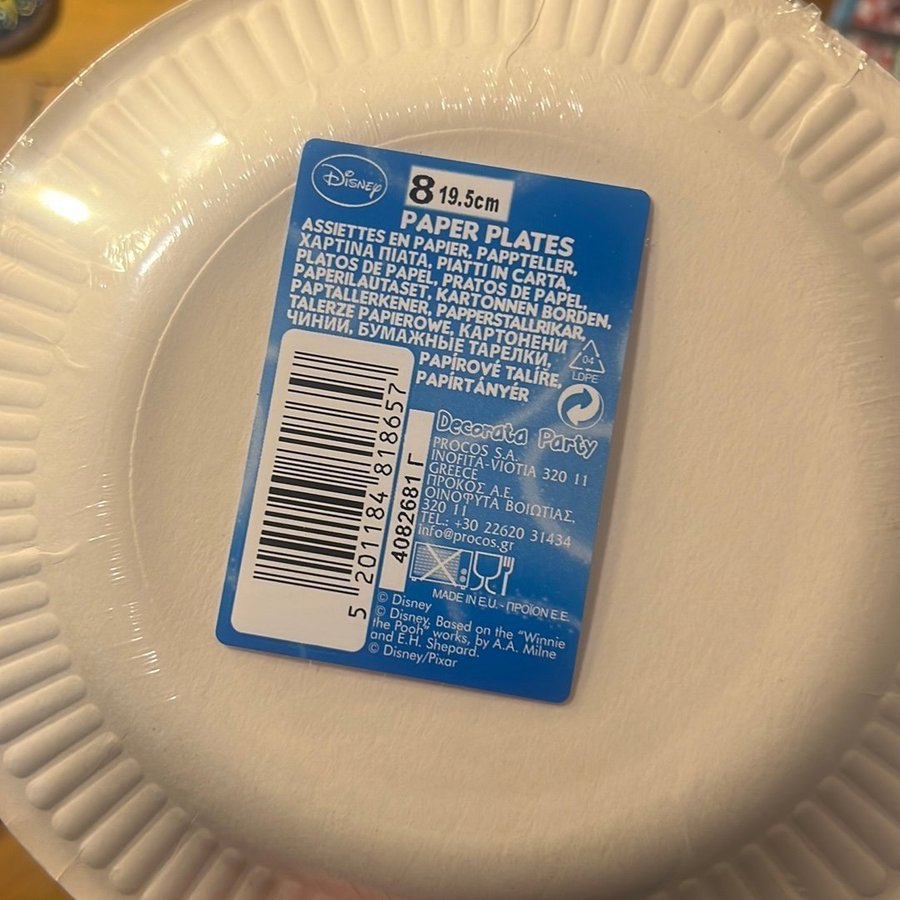 Disney
8 19.5cm
PAPER PLATES
ASSIETTES EN PAPIER, PAPPTELLER,
ΧΑΡΤΙΝΑ ΠΙΑΤΑ, PIATTI IN CARTA,
PLATOS DE PAPEL, PRATOS DE PAPEL,
PAPERILAUTASET, KARTONNEN BORDEN,
PAPTALLERKENER, PAPPERSTALLRIKAR,
TALERZE PAPIEROWE, КАРТОНЕНИ
ЧИНИИ, БУМАЖНЫЕ ТАРЕЛКИ,
PAPÍROVÉ TALÍŘE,
PAPÍRTÁNYÉR
04
LDPE
5 201184 818657
4082681 Γ
Decorata Party
PROCOS S.A.
INOFITA-VIOTIA 320 11
GREECE
ΠΡΟΚΟΣ Α.Ε.
ΟΙΝΟΦΥΤΑ ΒΟΙΩΤΙΑΣ,
320 11
TEL.: +30 22620 31434
info@procos.gr
MADE IN E.U. - ΠΡΟΪΟΝ Ε.Ε.
© Disney
© Disney, Based on the "Winnie
the Pooh" works, by A.A. Milne
and E.H. Shepard.
© Disney/Pixar